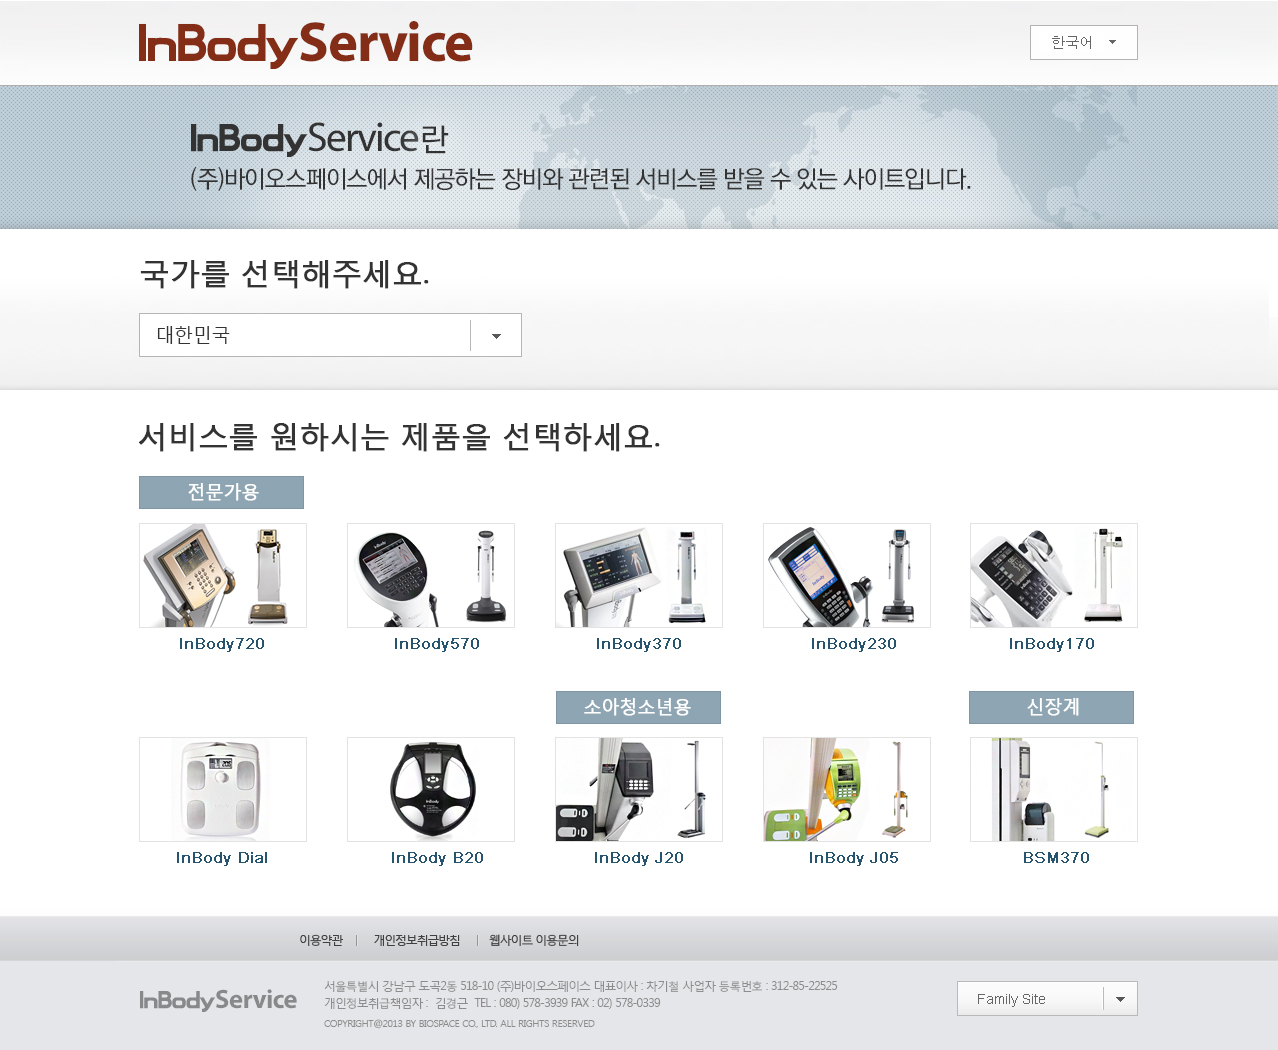 InBodyService
한국어
InBodyService란
(주)바이오스페이스에서 제공하는 장비와 관련된 서비스를 받을 수 있는 사이트입니다.
국가를 선택해주세요.
대한민국
서비스를 원하시는 제품을 선택하세요.
전문가용
InBody720
InBody570
InBody370
InBody230
InBody170
소아청소년용
신장계
InBody Dial
InBody B20
InBody J20
InBody J05
BSM370
이용약관
개인정보취급방침
웹사이트 이용문의
InBodyService
서울특별시 강남구 도곡2동 518-10 (주)바이오스페이스 대표이사 : 차기철 사업자 등록번호 : 312-85-22525
개인정보취급책임자 : 김경근 TEL : 080) 578-3939 FAX : 02) 578-0339
COPYRIGHT@2013 BY BIOSPACE CO., LTD. ALL RIGHTS RESERVED
Family Site